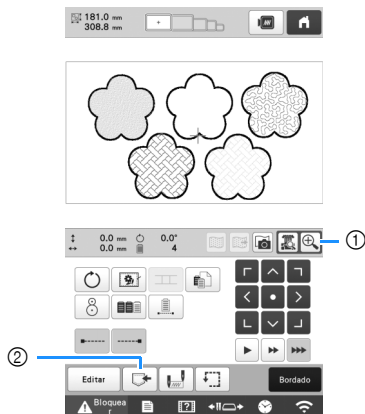 181.0 mm
308.8 mm
0.0 mm 0.0°
0.0 mm 4
①
②
Editar
Bordado
Bloquea
r